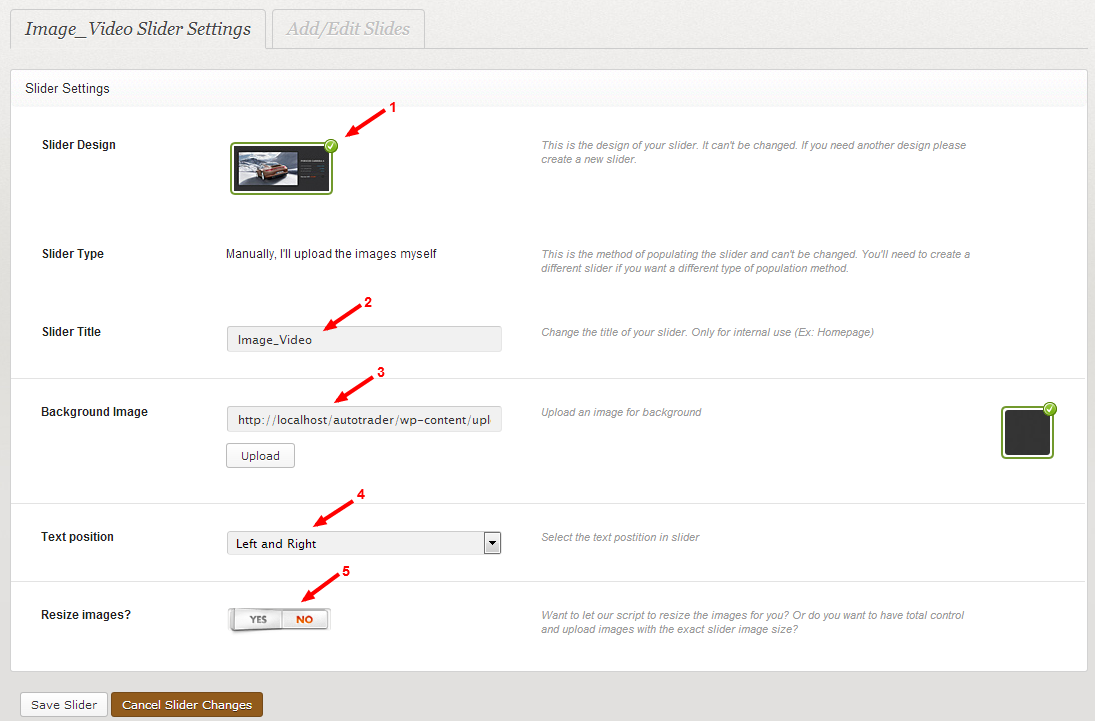 Image_Video Slider Settings
Add/Edit Slides
Slider Settings
1
Slider Design
This is the design of your slider. It can't be changed. If you need another design please
create a new slider.
Slider Type
Manually, I'll upload the images myself
This is the method of populating the slider and can't be changed. You'll need to create a
different slider if you want a different type of population method.
2
Slider Title
Image_Video
Change the title of your slider. Only for internal use (Ex: Homepage)
3
Background Image
http://localhost/autotrader/wp-content/upl
Upload an image for background
Upload
4
Text position
Left and Right
Select the text postition in slider
5
Resize images?
YES
NO
Want to let our script to resize the images for you? Or do you want to have total control
and upload images with the exact slider image size?
Save Slider
Cancel Slider Changes